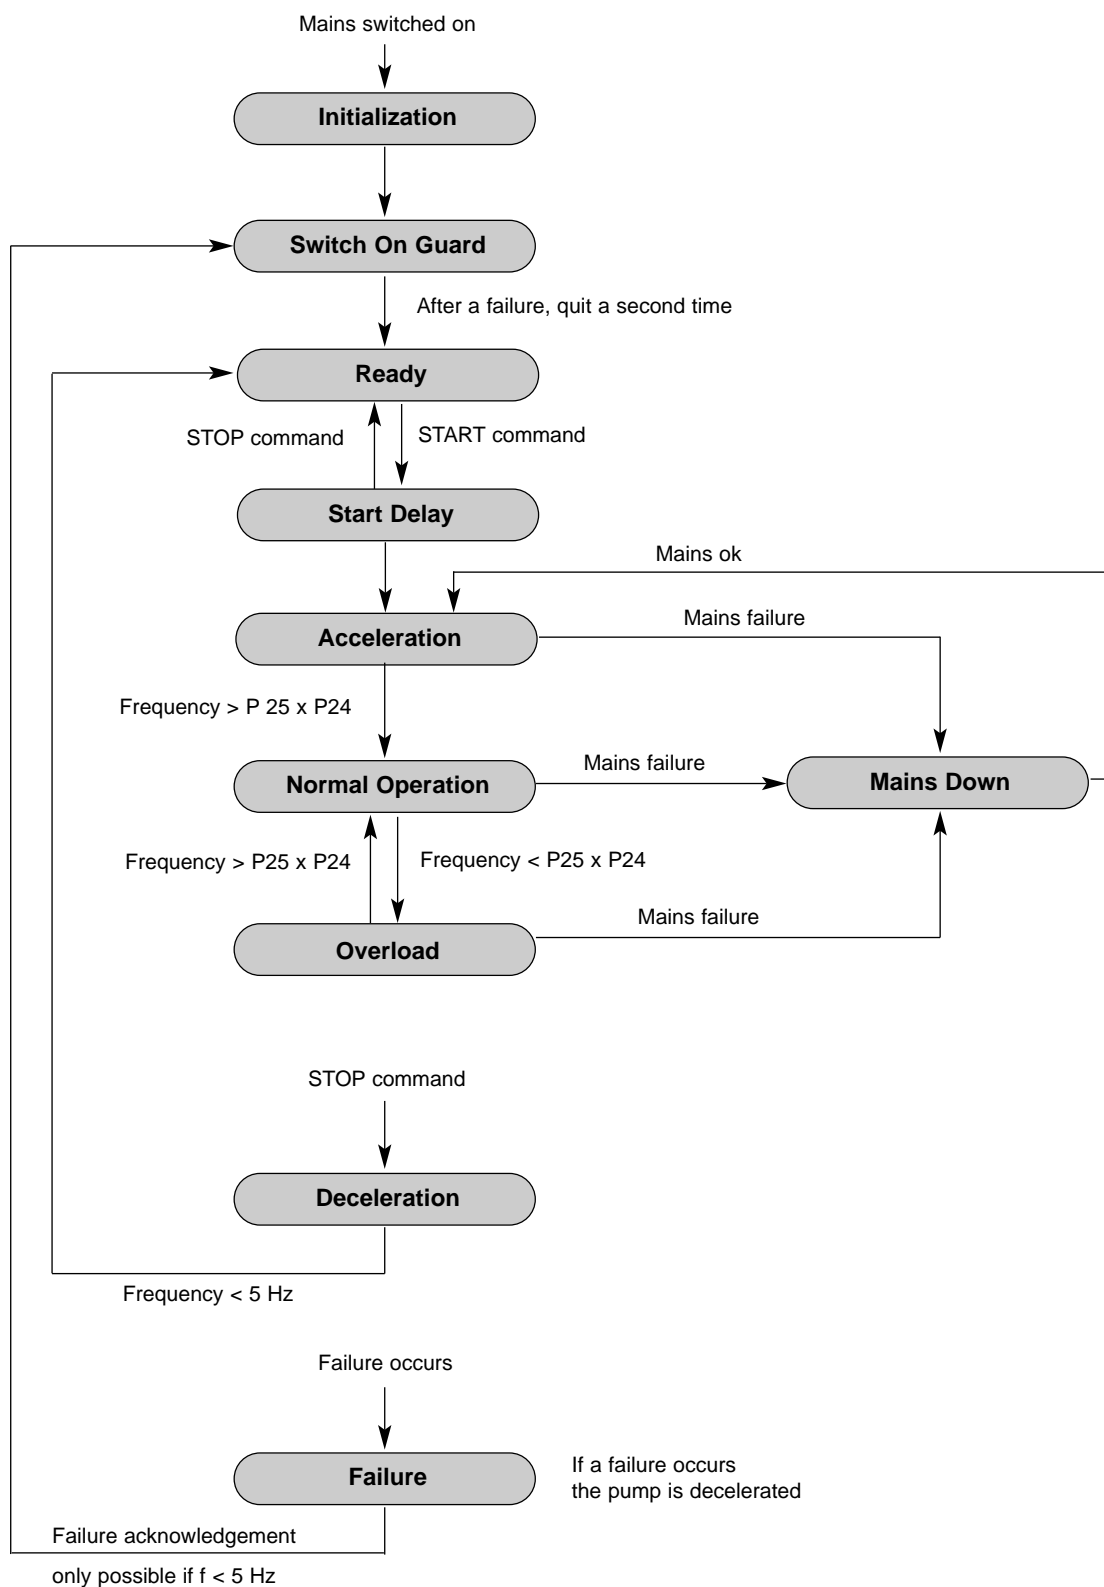 Mains switched on
Initialization
Switch On Guard
After a failure, quit a second time
Ready
STOP command
START command
Start Delay
Mains ok
Acceleration
Mains failure
Frequency > P 25 x P24
Normal Operation
Mains failure
Mains Down
Frequency > P25 x P24
Frequency < P25 x P24
Overload
Mains failure
STOP command
Deceleration
Frequency < 5 Hz
Failure occurs
Failure
If a failure occurs
the pump is decelerated
Failure acknowledgement
only possible if f < 5 Hz